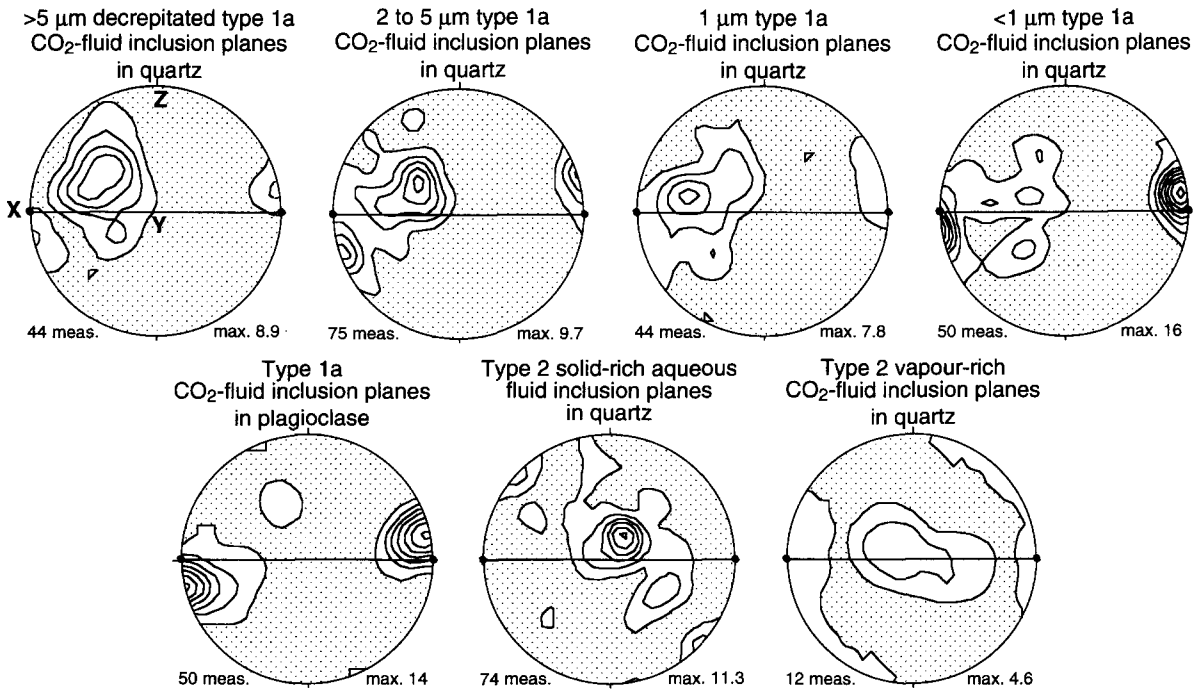 >5 μm decrepitated type 1a
CO₂-fluid inclusion planes
in quartz
Z
X
Y
44 meas.
max. 8.9
2 to 5 μm type 1a
CO₂-fluid inclusion planes
in quartz
75 meas.
max. 9.7
1 μm type 1a
CO₂-fluid inclusion planes
in quartz
44 meas.
max. 7.8
<1 μm type 1a
CO₂-fluid inclusion planes
in quartz
50 meas.
max. 16
Type 1a
CO₂-fluid inclusion planes
in plagioclase
50 meas.
max. 14
Type 2 solid-rich aqueous
fluid inclusion planes
in quartz
74 meas.
max. 11.3
Type 2 vapour-rich
CO₂-fluid inclusion planes
in quartz
12 meas.
max. 4.6